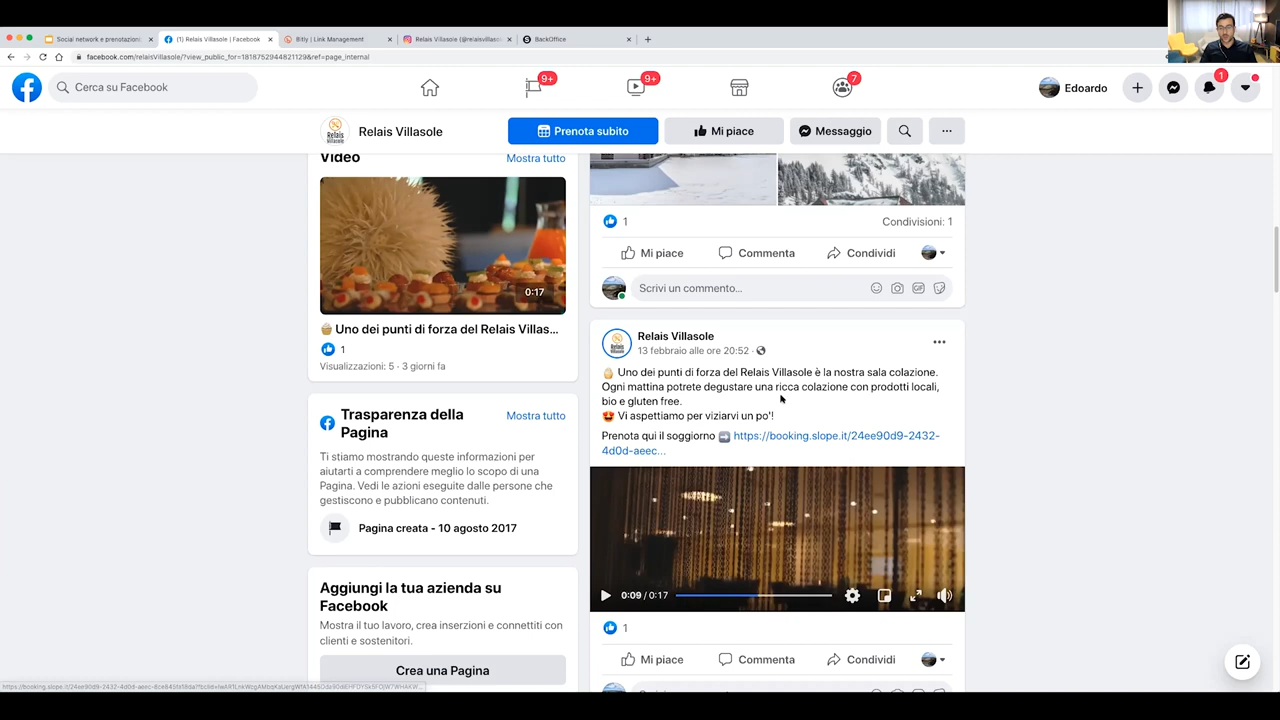 Social network e prenotazioni
(1) Relais Villasole | Facebook
Bitly | Link Management
Relais Villasole (@relaisvillaso
BackOffice
facebook.com/relaisVillasole/?view_public_for=1818752944821129&ref=page_internal
Cerca su Facebook
9+
9+
7
Edoardo
1
Relais Villasole
Prenota subito
Mi piace
Messaggio
Video
Mostra tutto
0:17
Uno dei punti di forza del Relais Villas...
1
Visualizzazioni: 5 · 3 giorni fa
Trasparenza della
Pagina
Mostra tutto
Ti stiamo mostrando queste informazioni per
aiutarti a comprendere meglio lo scopo di una
Pagina. Vedi le azioni eseguite dalle persone che
gestiscono e pubblicano contenuti.
Pagina creata - 10 agosto 2017
Aggiungi la tua azienda su
Facebook
Mostra il tuo lavoro, crea inserzioni e connettiti con
clienti e sostenitori.
Crea una Pagina
1
Condivisioni: 1
Mi piace
Commenta
Condividi
Scrivi un commento...
GIF
Relais Villasole
13 febbraio alle ore 20:52 ·
Uno dei punti di forza del Relais Villasole è la nostra sala colazione.
Ogni mattina potrete degustare una ricca colazione con prodotti locali,
bio e gluten free.
Vi aspettiamo per viziarvi un po'!
Prenota qui il soggiorno ➡ https://booking.slope.it/24ee90d9-2432-
4d0d-aeec...
0:09 / 0:17
1
Mi piace
Commenta
Condividi